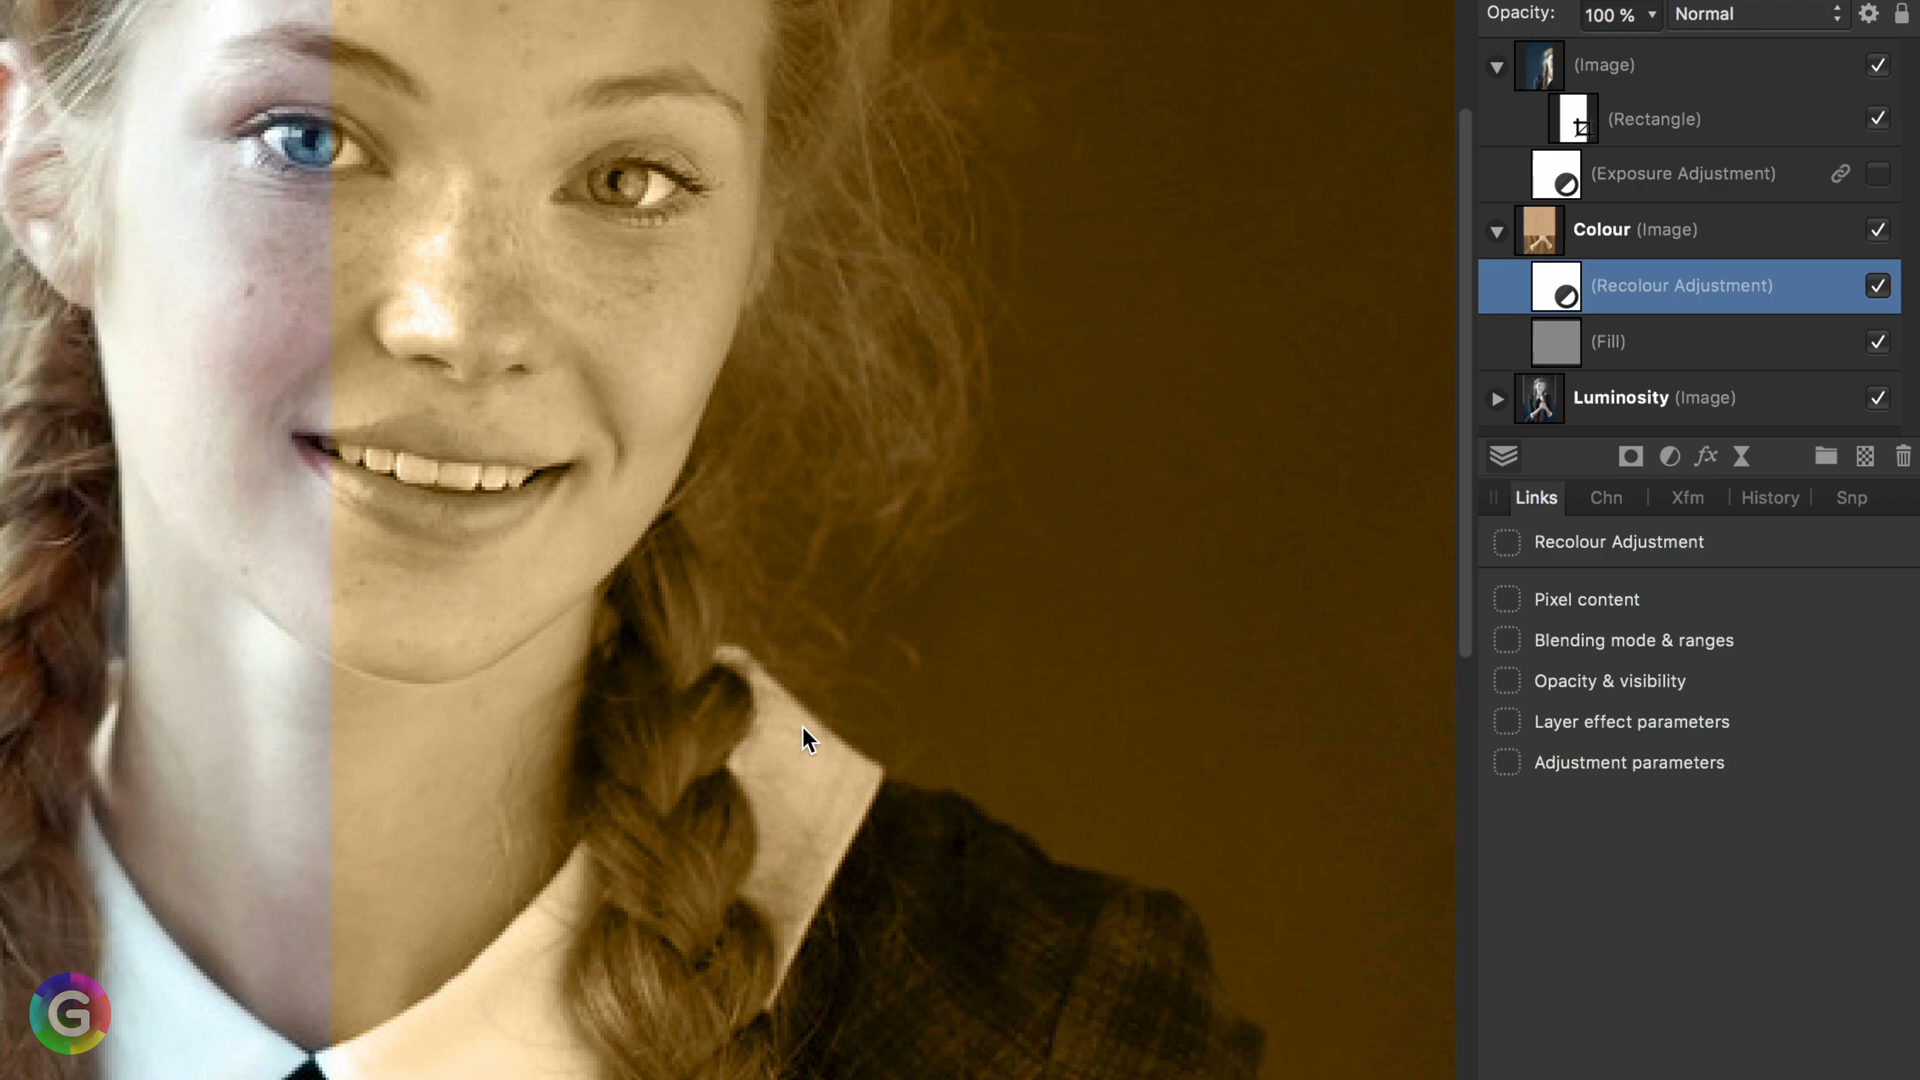 Opacity: 100 % Normal
(Image)
(Rectangle)
(Exposure Adjustment)
Colour (Image)
(Recolour Adjustment)
(Fill)
Luminosity (Image)
fx
Links Chn Xfm History Snp
Recolour Adjustment
Pixel content
Blending mode & ranges
Opacity & visibility
Layer effect parameters
Adjustment parameters
G